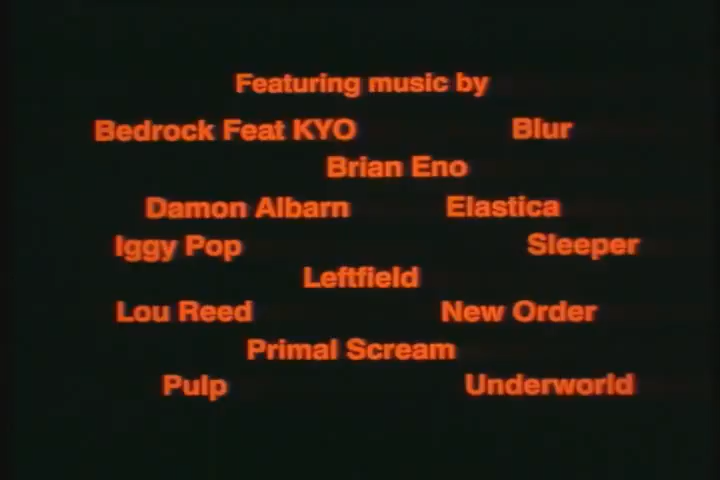 Featuring music by
Bedrock Feat KYO Blur
Brian Eno
Damon Albarn Elastica
Iggy Pop Sleeper
Leftfield
Lou Reed New Order
Primal Scream
Pulp Underworld